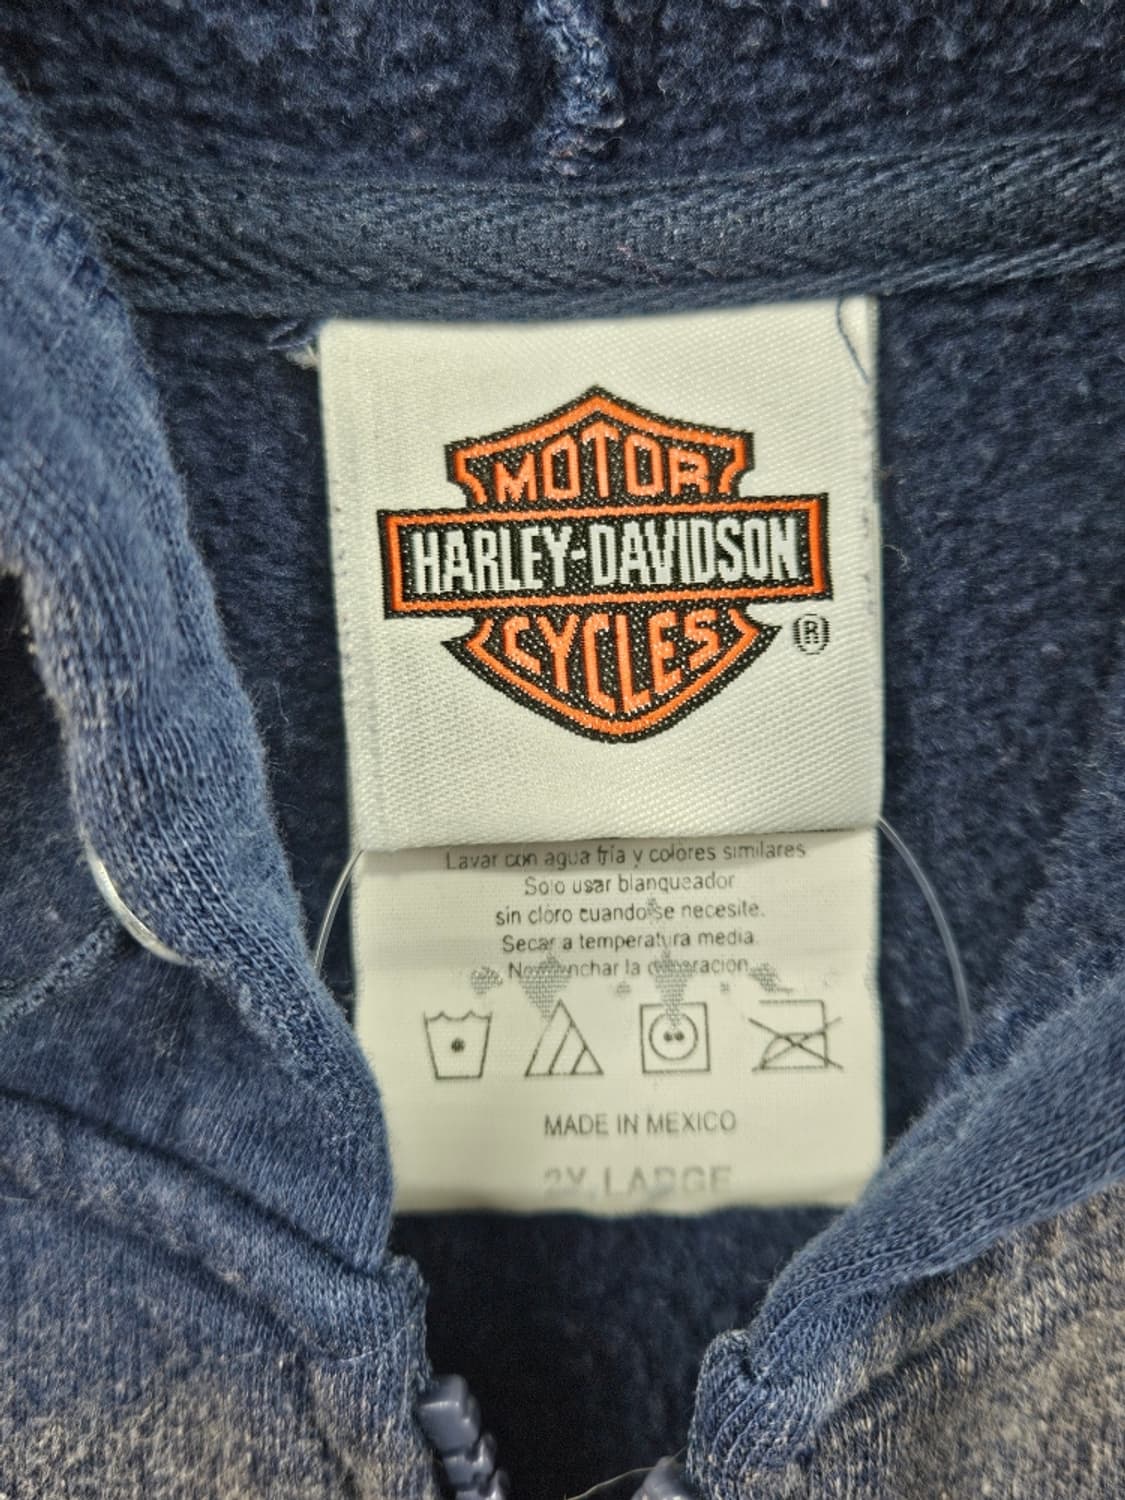 MOTOR
HARLEY-DAVIDSON
CYCLES
®
Lavar con agua fría y colores similares
Solo usar blanqueador
sin cloro cuando se necesite.
Secar a temperatura media.
la
MADE IN MEXICO
2X LARGE